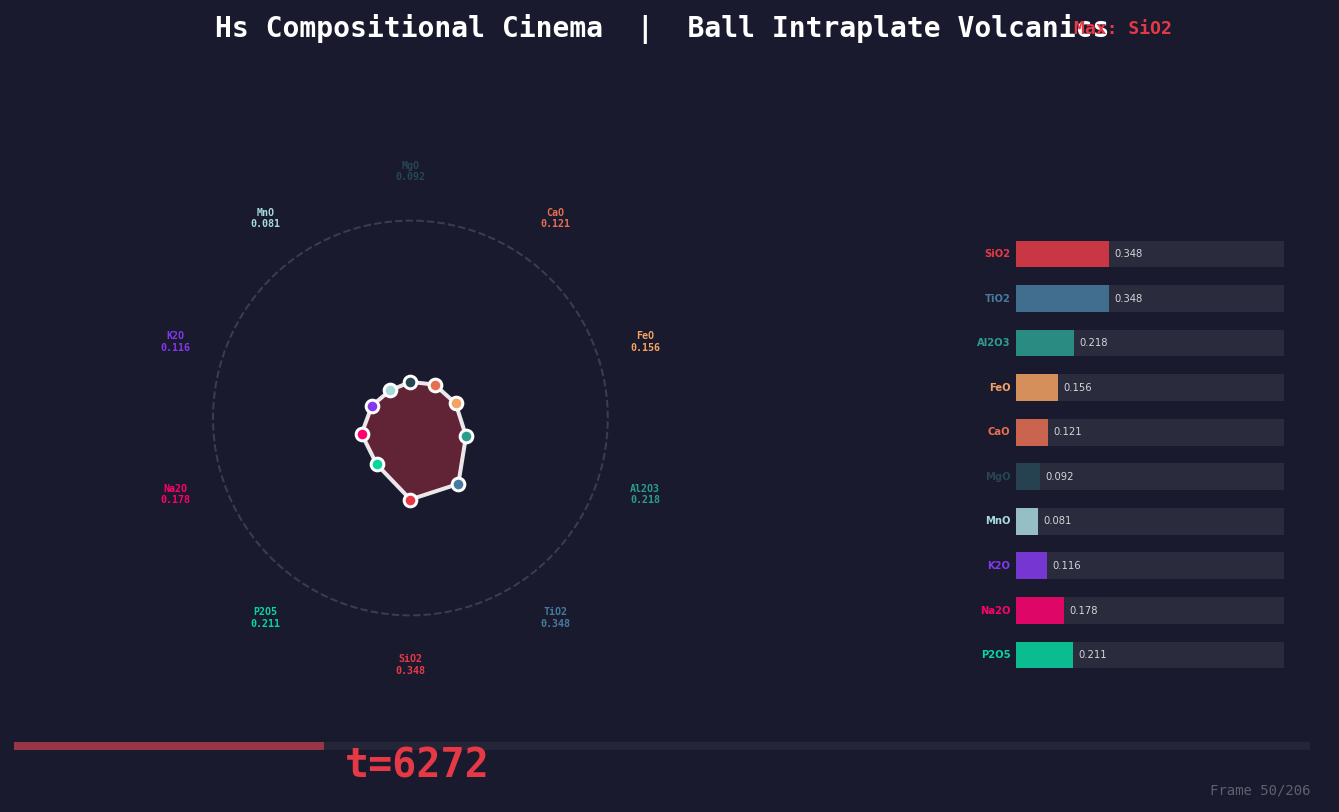 Hs Compositional Cinema | Ball Intraplate Volcanics
Max: SiO2
MgO
0.092
MnO
0.081
CaO
0.121
K2O
0.116
FeO
0.156
Na2O
0.178
Al2O3
0.218
P2O5
0.211
TiO2
0.348
SiO2
0.348
SiO2 0.348
TiO2 0.348
Al2O3 0.218
FeO 0.156
CaO 0.121
MgO 0.092
MnO 0.081
K2O 0.116
Na2O 0.178
P2O5 0.211
t=6272
Frame 50/206